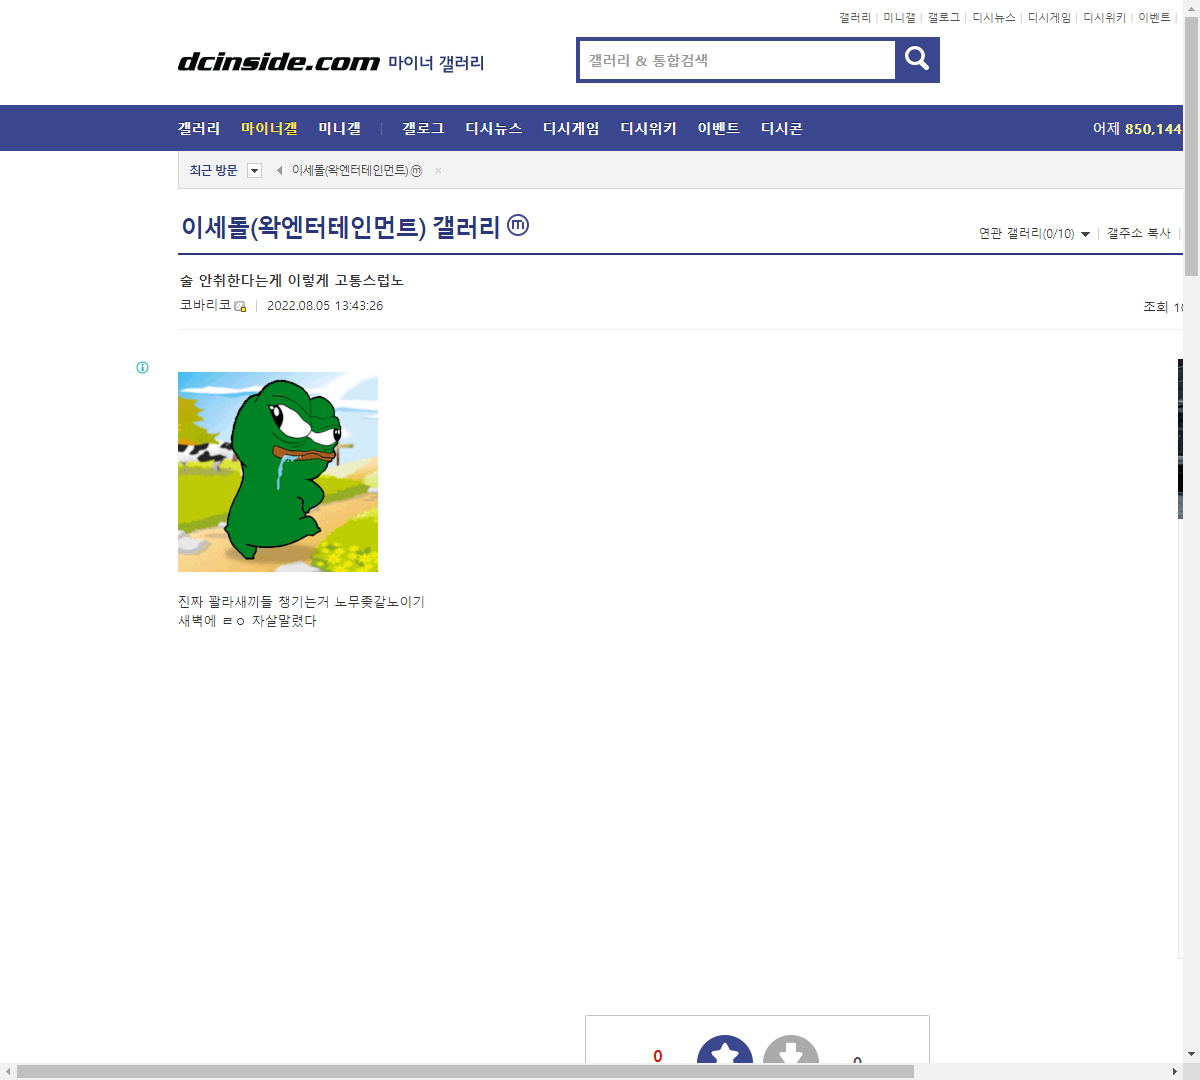 갤러리 | 미니갤 | 갤로그 | 디시뉴스 | 디시게임 | 디시위키 | 이벤트 |
dcinside.com 마이너 갤러리
갤러리 & 통합검색
갤러리 마이너갤 미니갤 | 갤로그 디시뉴스 디시게임 디시위키 이벤트 디시콘
어제 850,144
최근 방문 이세돌(왁엔터테인먼트)ⓜ ×
이세돌(왁엔터테인먼트) 갤러리 ⓜ
연관 갤러리(0/10) | 갤주소 복사 |
술 안취한다는게 이렇게 고통스럽노
코바리코 | 2022.08.05 13:43:26
조회 10
진짜 꽐라새끼들 챙기는거 노무좆같노이기
새벽에 ㄹㅇ 자살말렸다
0
0